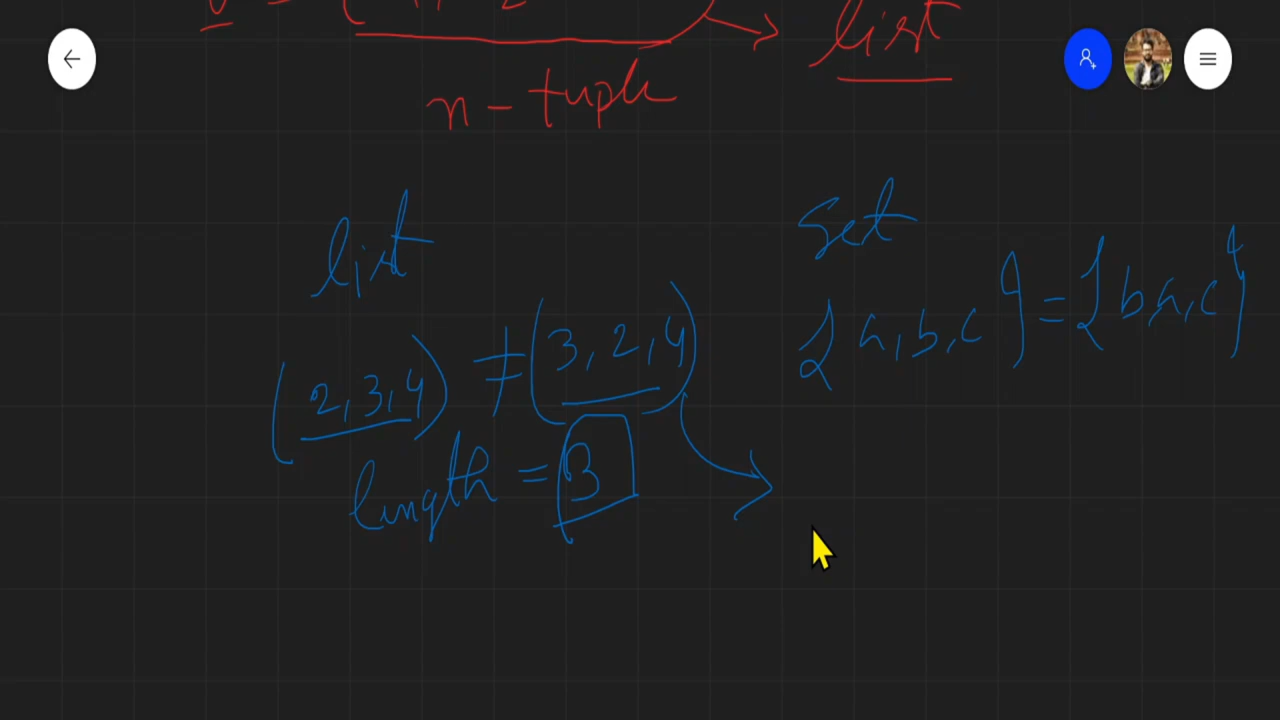 list
n - tuple
list
set
(2,3,4) ≠ (3,2,4)
{a,b,c} = {b,a,c}
length = 3